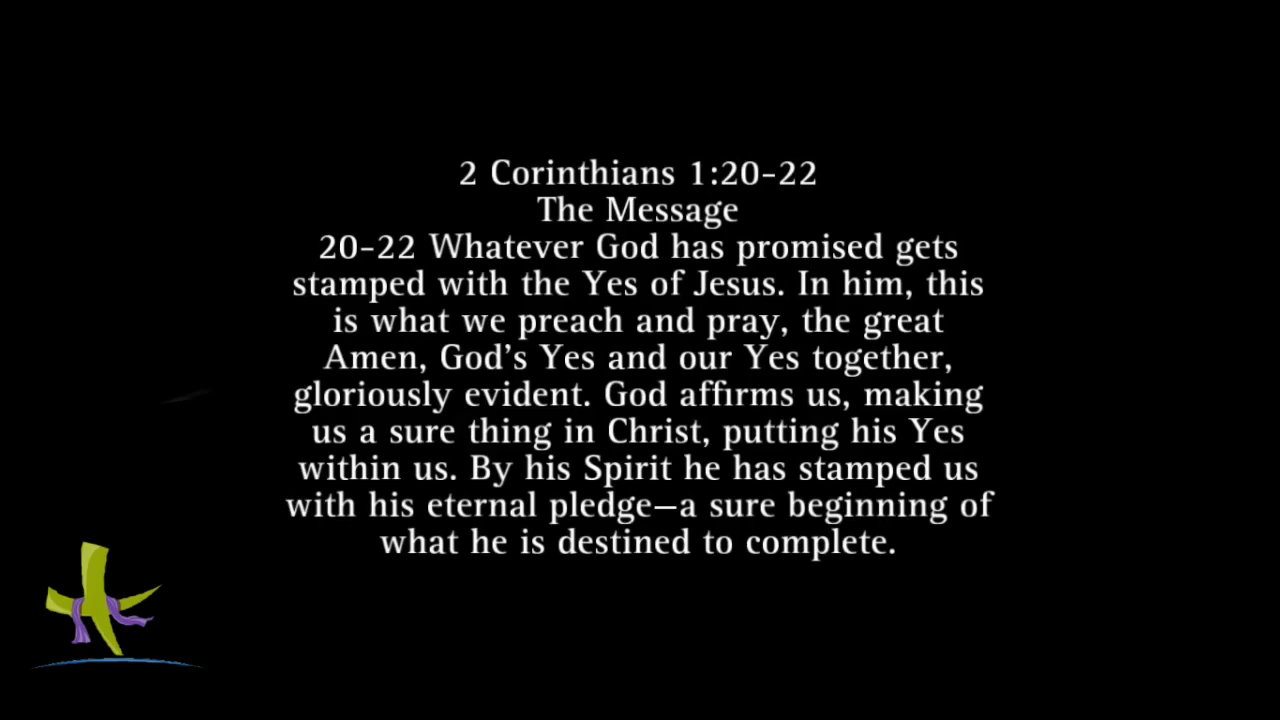 2 Corinthians 1:20-22
The Message
20-22 Whatever God has promised gets
stamped with the Yes of Jesus. In him, this
is what we preach and pray, the great
Amen, God’s Yes and our Yes together,
gloriously evident. God affirms us, making
us a sure thing in Christ, putting his Yes
within us. By his Spirit he has stamped us
with his eternal pledge—a sure beginning of
what he is destined to complete.